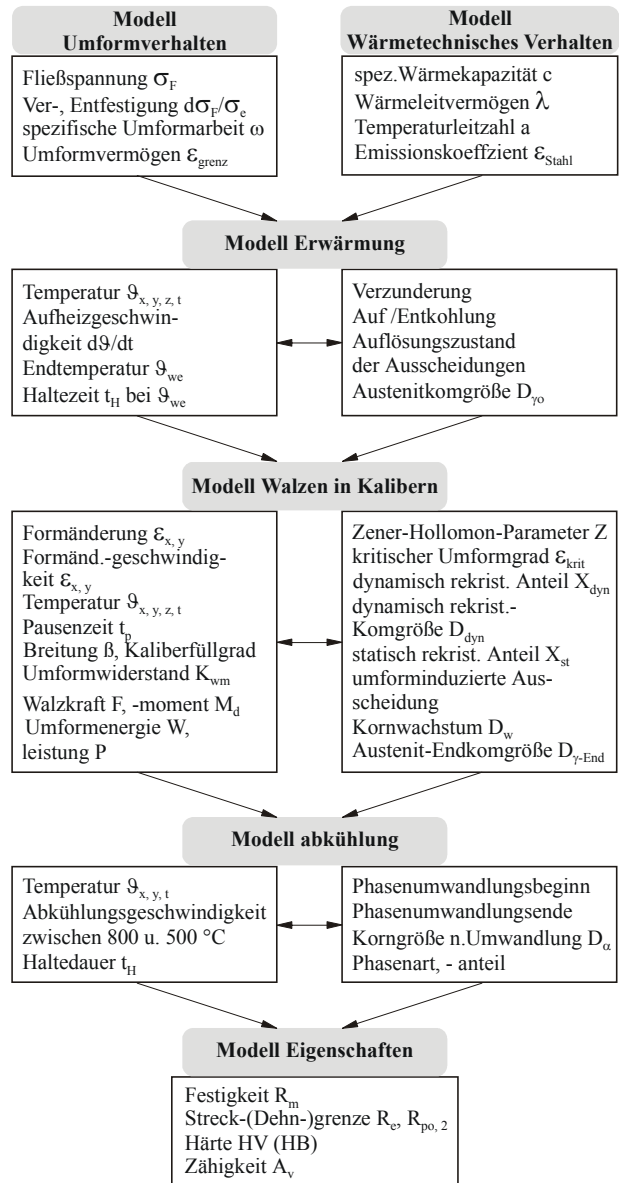 Modell
Umformverhalten
Fließspannung σF
Ver-, Entfestigung dσF/σe
spezifische Umformarbeit ω
Umformvermögen εgrenz
Modell
Wärmetechnisches Verhalten
spez.Wärmekapazität c
Wärmeleitvermögen λ
Temperaturleitzahl a
Emissionskoeffzient εStahl
Modell Erwärmung
Temperatur ϑx, y, z, t
Aufheizgeschwin-
digkeit dϑ/dt
Endtemperatur ϑwe
Haltezeit tH bei ϑwe
Verzunderung
Auf /Entkohlung
Auflösungszustand
der Ausscheidungen
Austenitkomgröße Dγo
Modell Walzen in Kalibern
Formänderung εx, y
Formänd.-geschwindig-
keit εx, y
Temperatur ϑx, y, z, t
Pausenzeit tp
Breitung ß, Kaliberfüllgrad
Umformwiderstand Kwm
Walzkraft F, -moment Md
Umformenergie W,
leistung P
Zener-Hollomon-Parameter Z
kritischer Umformgrad εkrit
dynamisch rekrist. Anteil Xdyn
dynamisch rekrist.-
Komgröße Ddyn
statisch rekrist. Anteil Xst
umforminduzierte Aus-
scheidung
Kornwachstum Dw
Austenit-Endkomgröße Dγ-End
Modell abkühlung
Temperatur ϑx, y, t
Abkühlungsgeschwindigkeit
zwischen 800 u. 500 °C
Haltedauer tH
Phasenumwandlungsbeginn
Phasenumwandlungsende
Korngröße n.Umwandlung Dα
Phasenart, - anteil
Modell Eigenschaften
Festigkeit Rm
Streck-(Dehn-)grenze Re, Rpo, 2
Härte HV (HB)
Zähigkeit Av